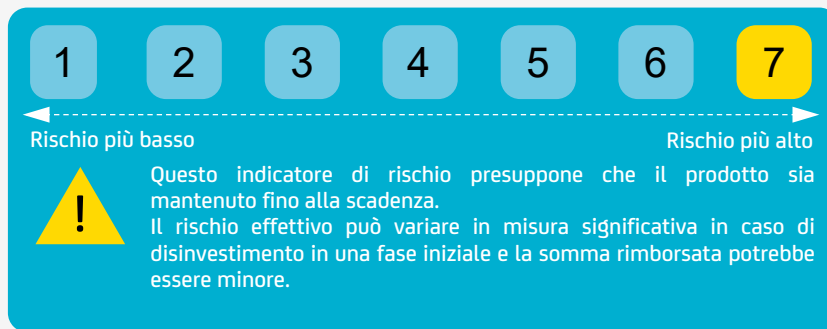 1 2 3 4 5 6 7
Rischio più basso Rischio più alto
!
Questo indicatore di rischio presuppone che il prodotto sia
mantenuto fino alla scadenza.
Il rischio effettivo può variare in misura significativa in caso di
disinvestimento in una fase iniziale e la somma rimborsata potrebbe
essere minore.